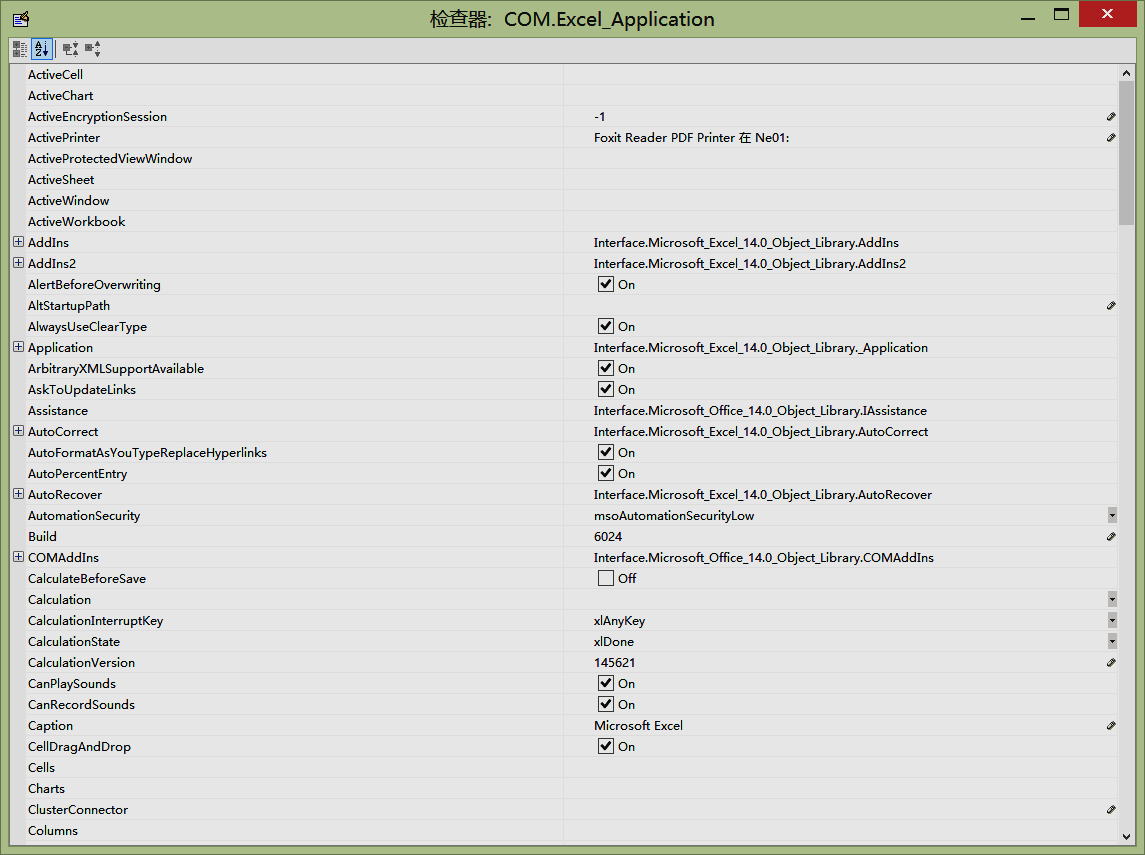 检查器: COM.Excel_Application
ActiveCell
ActiveChart
ActiveEncryptionSession -1
ActivePrinter Foxit Reader PDF Printer 在 Ne01:
ActiveProtectedViewWindow
ActiveSheet
ActiveWindow
ActiveWorkbook
AddIns Interface.Microsoft_Excel_14.0_Object_Library.AddIns
AddIns2 Interface.Microsoft_Excel_14.0_Object_Library.AddIns2
AlertBeforeOverwriting On
AltStartupPath
AlwaysUseClearType On
Application Interface.Microsoft_Excel_14.0_Object_Library._Application
ArbitraryXMLSupportAvailable On
AskToUpdateLinks On
Assistance Interface.Microsoft_Office_14.0_Object_Library.IAssistance
AutoCorrect Interface.Microsoft_Excel_14.0_Object_Library.AutoCorrect
AutoFormatAsYouTypeReplaceHyperlinks On
AutoPercentEntry On
AutoRecover Interface.Microsoft_Excel_14.0_Object_Library.AutoRecover
AutomationSecurity msoAutomationSecurityLow
Build 6024
COMAddIns Interface.Microsoft_Office_14.0_Object_Library.COMAddIns
CalculateBeforeSave Off
Calculation
CalculationInterruptKey xlAnyKey
CalculationState xlDone
CalculationVersion 145621
CanPlaySounds On
CanRecordSounds On
Caption Microsoft Excel
CellDragAndDrop On
Cells
Charts
ClusterConnector
Columns